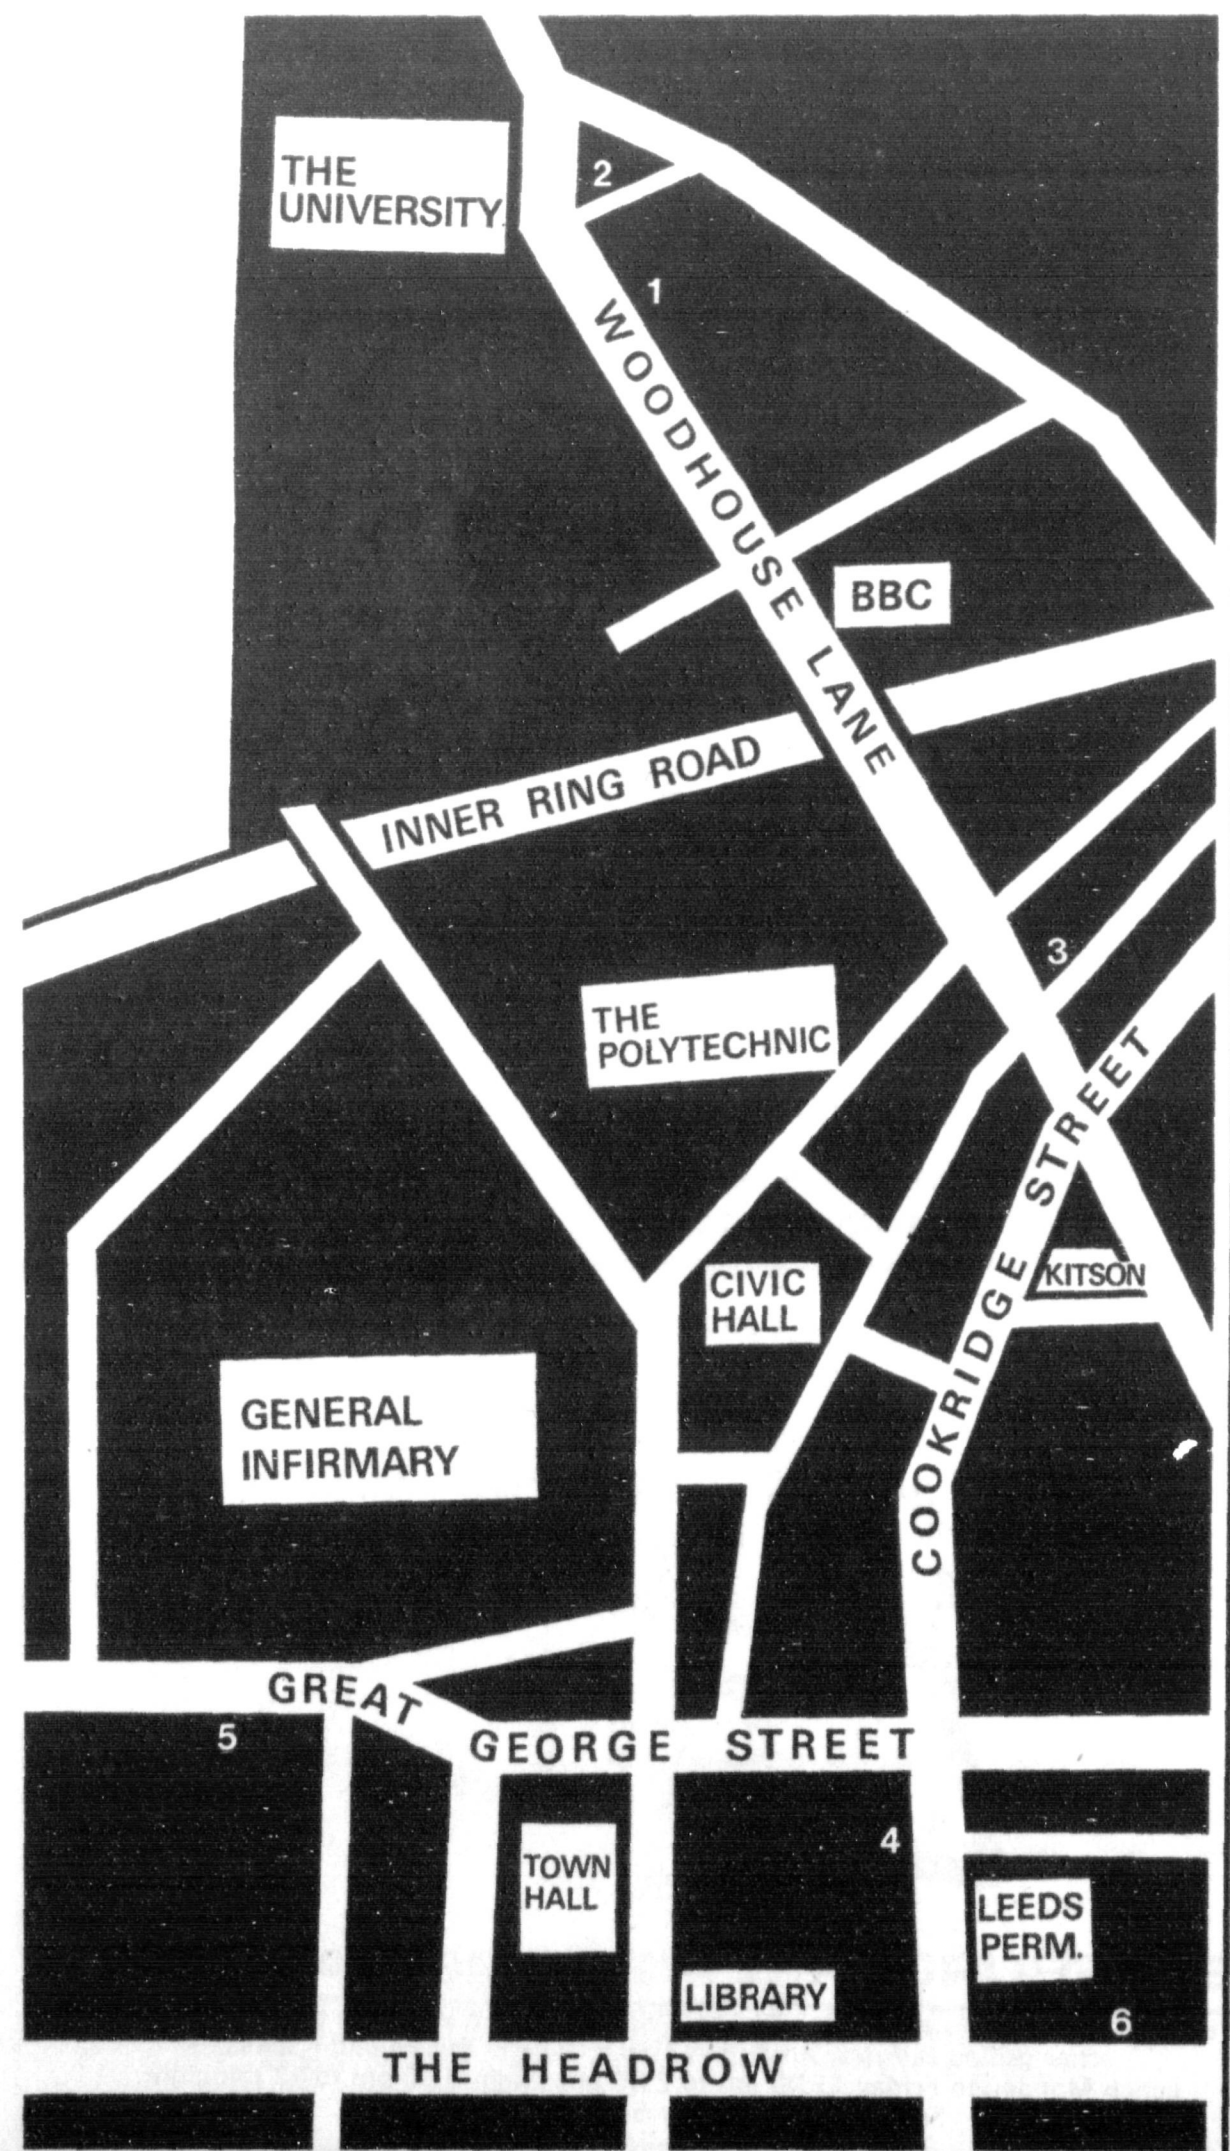 THE
UNIVERSITY
2
1
WOODHOUSE LANE
BBC
INNER RING ROAD
3
THE
POLYTECHNIC
COOKRIDGE STREET
KITSON
CIVIC
HALL
GENERAL
INFIRMARY
GREAT
GEORGE STREET
5
4
TOWN
HALL
LEEDS
PERM.
LIBRARY
6
THE HEADROW